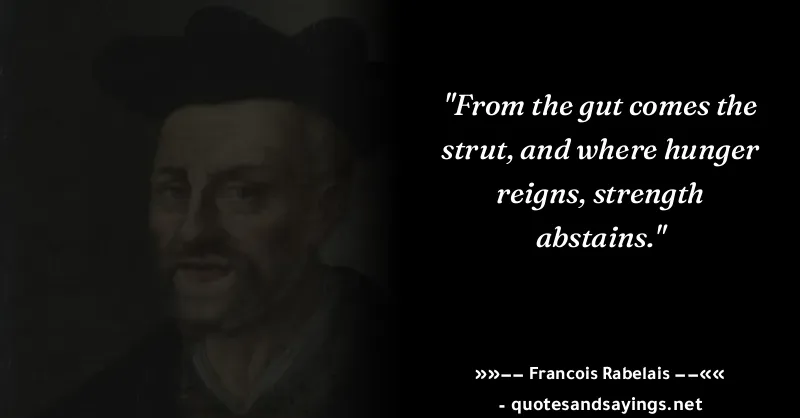 "From the gut comes the
strut, and where hunger
reigns, strength
abstains."
»»−− Francois Rabelais −−««
- quotesandsayings.net